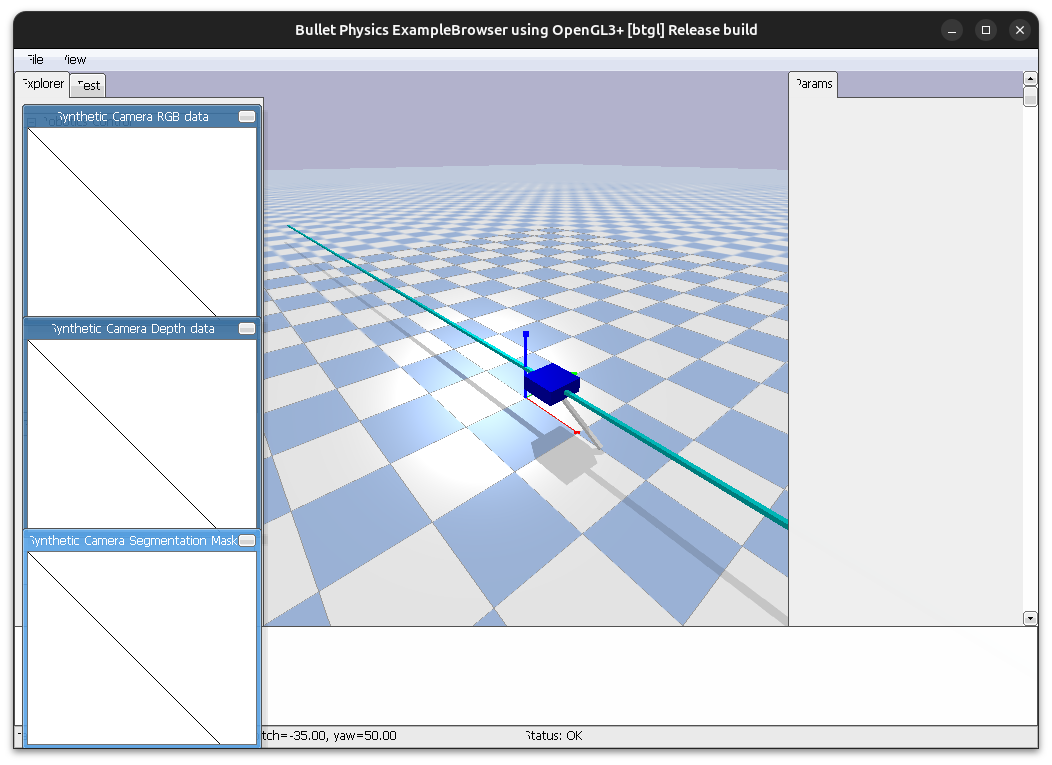 Bullet Physics ExampleBrowser using OpenGL3+ [btgl] Release build
File View
Explorer Test Params
Synthetic Camera RGB data
Synthetic Camera Depth data
Synthetic Camera Segmentation Mask
tch=-35.00, yaw=50.00 Status: OK